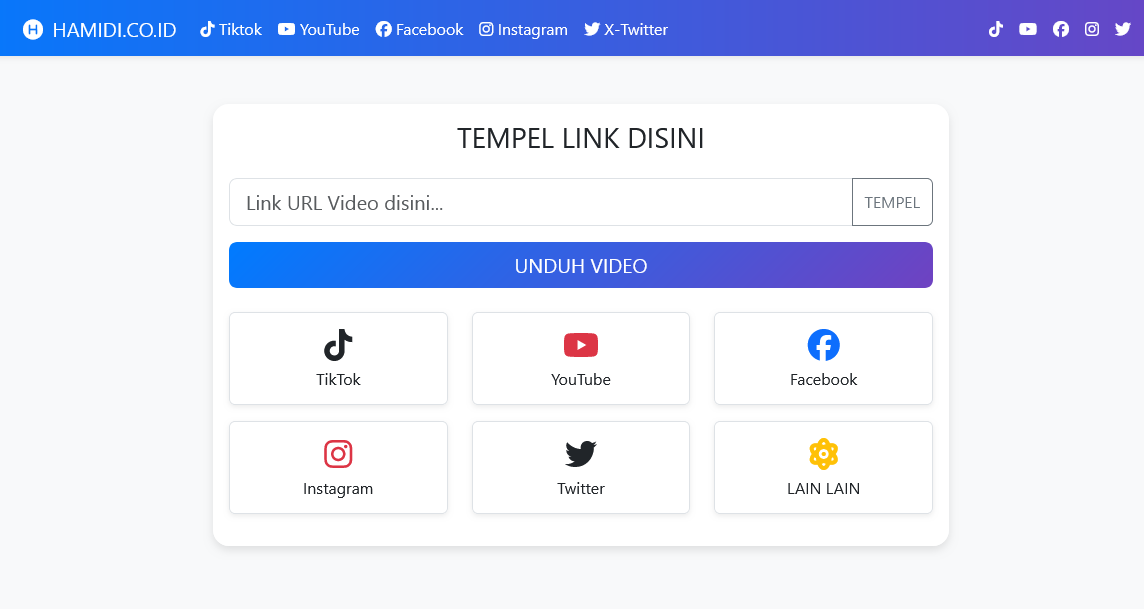 HAMIDI.CO.ID Tiktok YouTube Facebook Instagram X-Twitter
TEMPEL LINK DISINI
Link URL Video disini... TEMPEL
UNDUH VIDEO
TikTok YouTube Facebook
Instagram Twitter LAIN LAIN